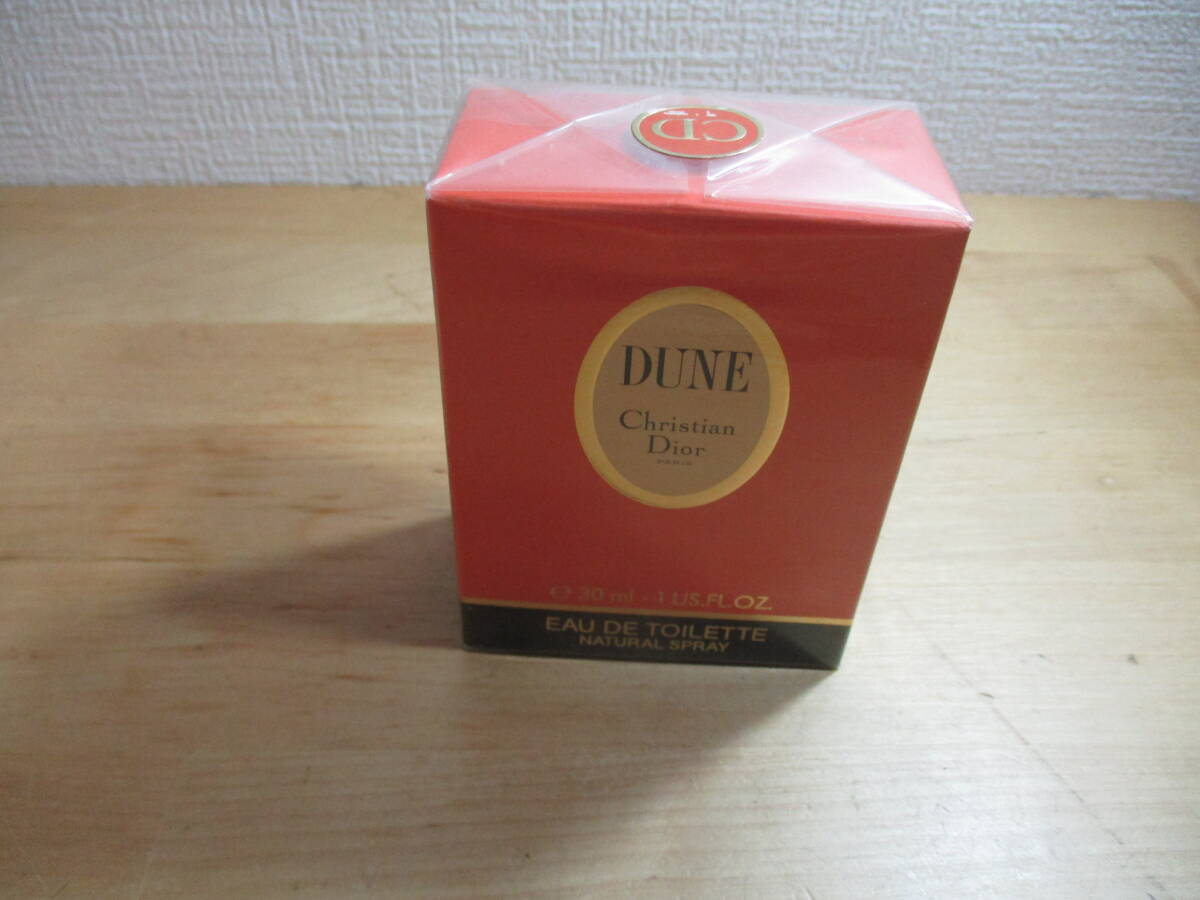 CD
DUNE
Christian
Dior
PARIS
℮ 30 ml - 1 US.FL.OZ.
EAU DE TOILETTE
NATURAL SPRAY